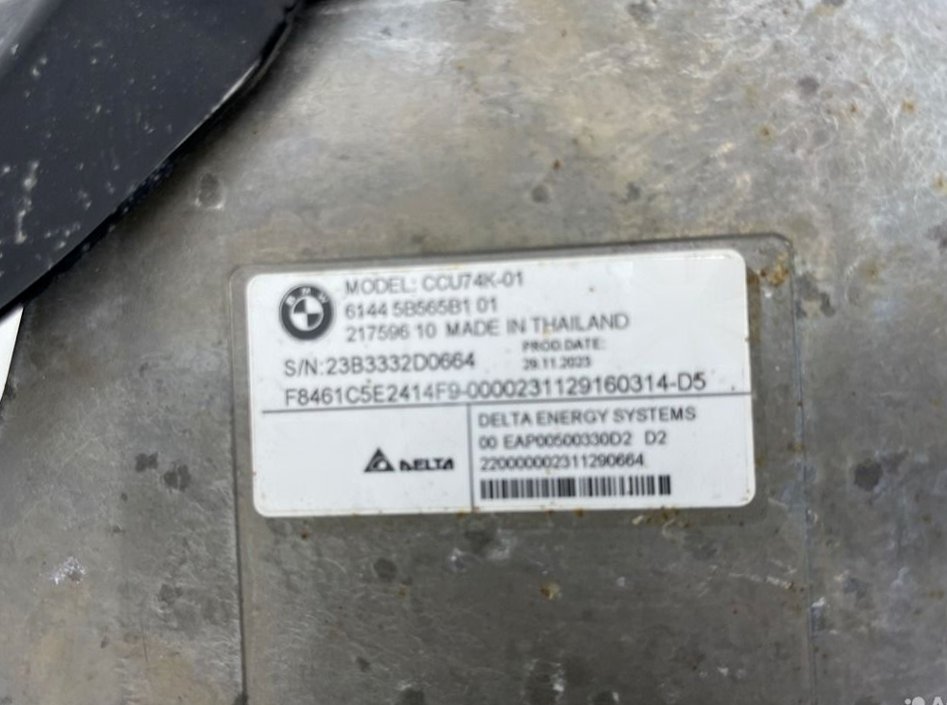 BMW
MODEL: CCU74K-01
6144 5B565B1 01
217596 10 MADE IN THAILAND
PROD.DATE:
S/N:23B3332D0664
29.11.2023
F8461C5E2414F9-0000231129160314-D5
DELTA ENERGY SYSTEMS
00 EAP00500330D2 D2
DELTA
220000002311290664